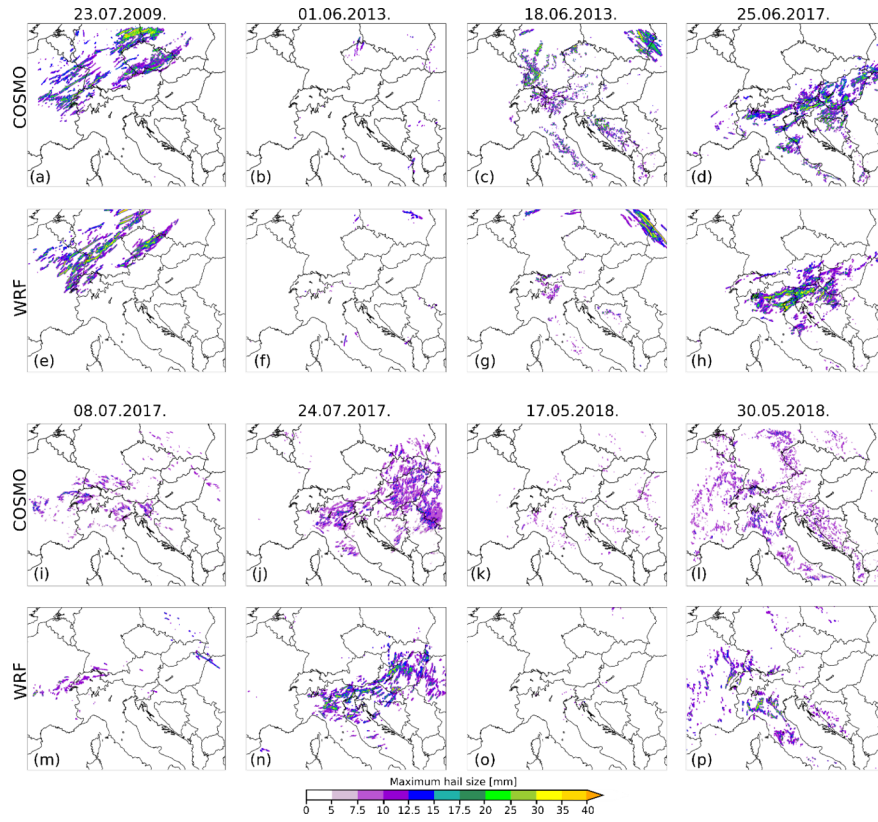 23.07.2009. 01.06.2013. 18.06.2013. 25.06.2017.
COSMO
(a) (b) (c) (d)
WRF
(e) (f) (g) (h)
08.07.2017. 24.07.2017. 17.05.2018. 30.05.2018.
COSMO
(i) (j) (k) (l)
WRF
(m) (n) (o) (p)
Maximum hail size [mm]
0 5 7.5 10 12.5 15 17.5 20 25 30 35 40